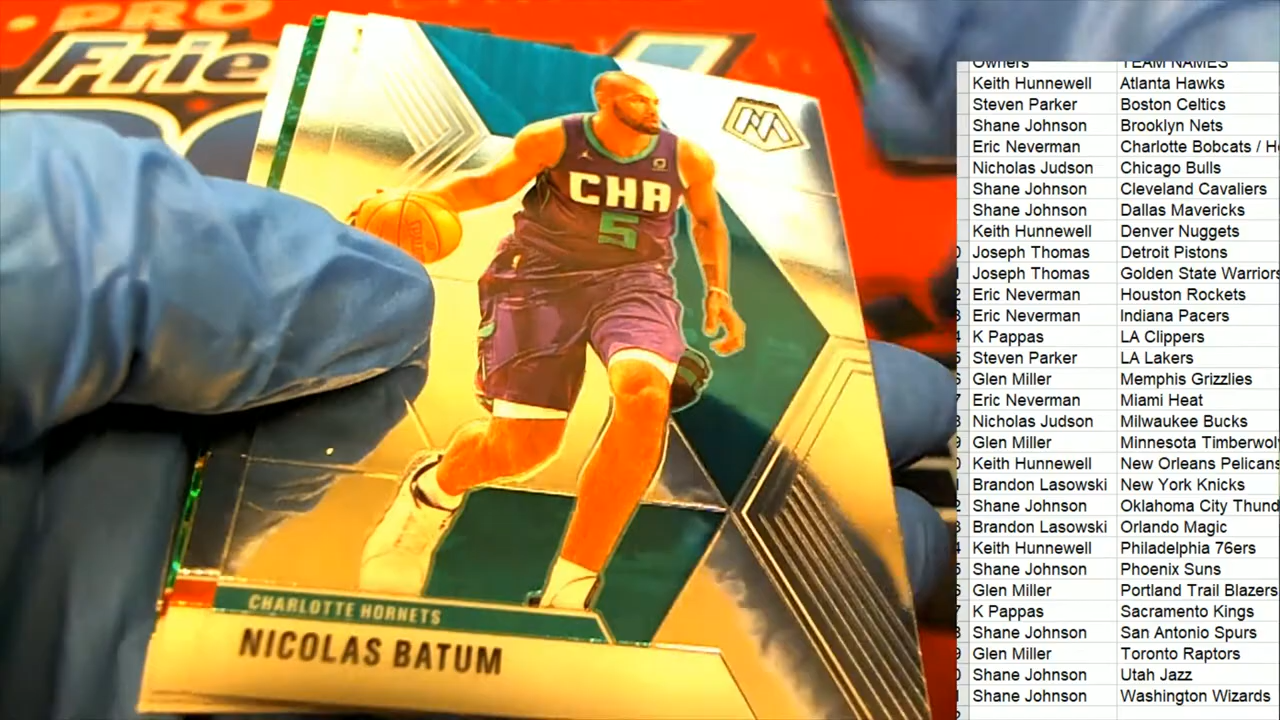 PRO
Frie
CHA
5
CHARLOTTE HORNETS
NICOLAS BATUM
Owners TEAM NAMES
Keith Hunnewell Atlanta Hawks
Steven Parker Boston Celtics
Shane Johnson Brooklyn Nets
Eric Neverman Charlotte Bobcats / H
Nicholas Judson Chicago Bulls
Shane Johnson Cleveland Cavaliers
Shane Johnson Dallas Mavericks
Keith Hunnewell Denver Nuggets
Joseph Thomas Detroit Pistons
Joseph Thomas Golden State Warriors
Eric Neverman Houston Rockets
Eric Neverman Indiana Pacers
K Pappas LA Clippers
Steven Parker LA Lakers
Glen Miller Memphis Grizzlies
Eric Neverman Miami Heat
Nicholas Judson Milwaukee Bucks
Glen Miller Minnesota Timberwol
Keith Hunnewell New Orleans Pelicans
Brandon Lasowski New York Knicks
Shane Johnson Oklahoma City Thund
Brandon Lasowski Orlando Magic
Keith Hunnewell Philadelphia 76ers
Shane Johnson Phoenix Suns
Glen Miller Portland Trail Blazers
K Pappas Sacramento Kings
Shane Johnson San Antonio Spurs
Glen Miller Toronto Raptors
Shane Johnson Utah Jazz
Shane Johnson Washington Wizards